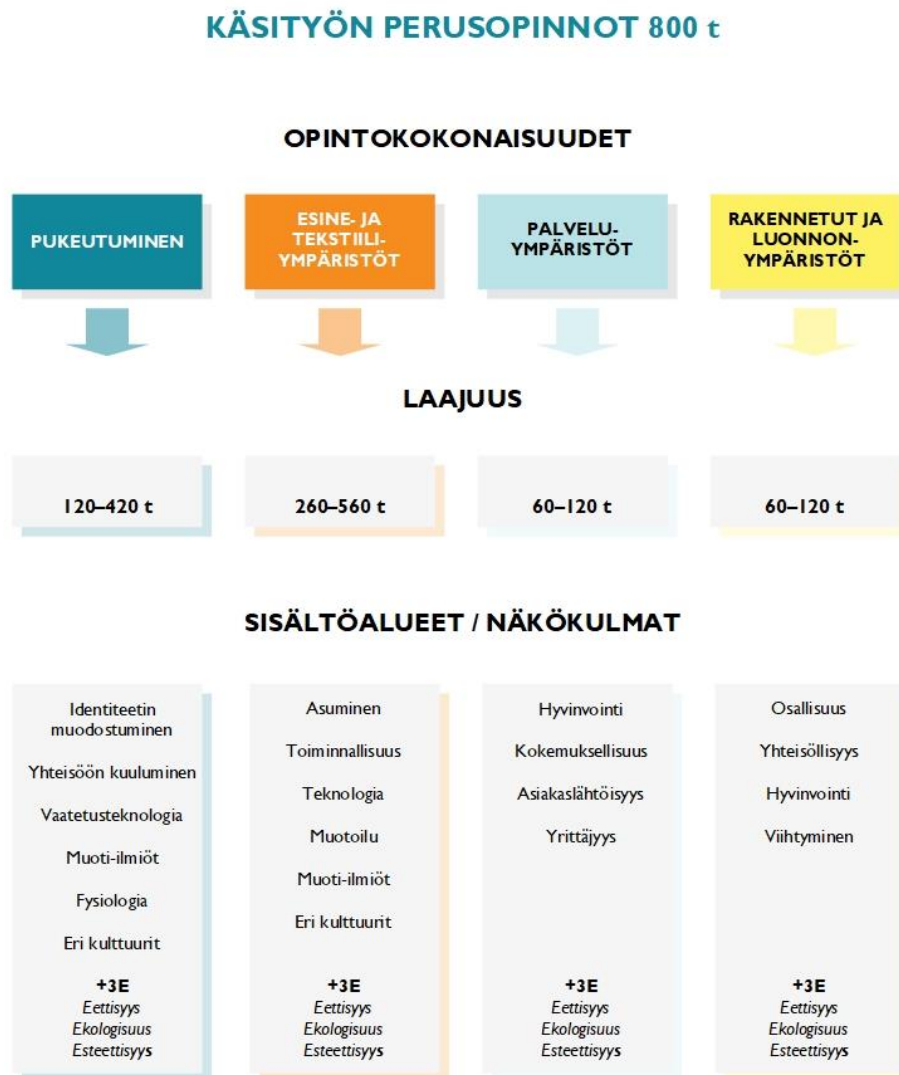 KÄSITYÖN PERUSOPINNOT 800 t
OPINTOKOKONAISUUDET
PUKEUTUMINEN
ESINE- JA
TEKSTIILI-
YMPÄRISTÖT
PALVELU-
YMPÄRISTÖT
RAKENNETUT JA
LUONNON-
YMPÄRISTÖT
LAAJUUS
120–420 t
260–560 t
60–120 t
60–120 t
SISÄLTÖALUEET / NÄKÖKULMAT
Identiteetin
muodostuminen
Yhteisöön kuuluminen
Vaatetusteknologia
Muoti-ilmiöt
Fysiologia
Eri kulttuurit
+3E
Eettisyys
Ekologisuus
Esteettisyys
Asuminen
Toiminnallisuus
Teknologia
Muotoilu
Muoti-ilmiöt
Eri kulttuurit
+3E
Eettisyys
Ekologisuus
Esteettisyys
Hyvinvointi
Kokemuksellisuus
Asiakaslähtöisyys
Yrittäjyys
+3E
Eettisyys
Ekologisuus
Esteettisyys
Osallisuus
Yhteisöllisyys
Hyvinvointi
Viihtyminen
+3E
Eettisyys
Ekologisuus
Esteettisyys